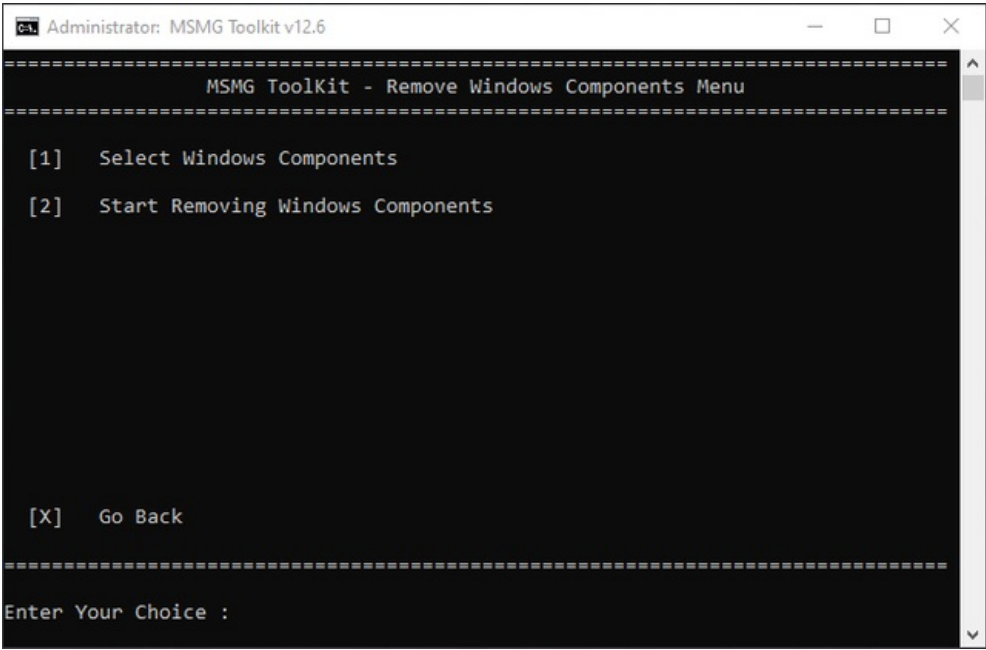 Administrator: MSMG Toolkit v12.6
===============================================================================
MSMG ToolKit - Remove Windows Components Menu
===============================================================================
[1] Select Windows Components
[2] Start Removing Windows Components
[X] Go Back
===============================================================================
Enter Your Choice :